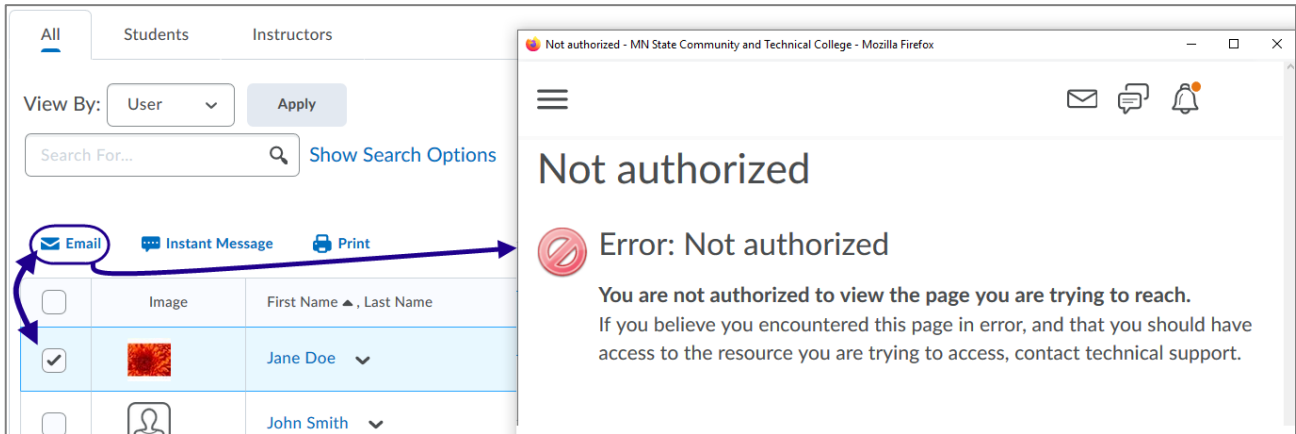 All Students Instructors
View By: User Apply
Search For... Show Search Options
Email Instant Message Print
Image First Name ▲ , Last Name
Jane Doe
John Smith
Not authorized - MN State Community and Technical College - Mozilla Firefox
Not authorized
Error: Not authorized
You are not authorized to view the page you are trying to reach.
If you believe you encountered this page in error, and that you should have
access to the resource you are trying to access, contact technical support.